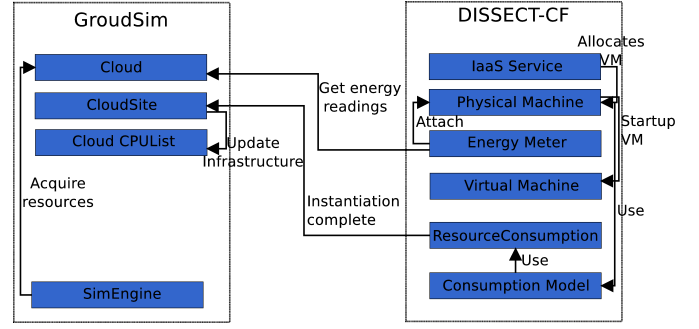 GroudSim
Cloud
CloudSite
Cloud CPUList
Update
Infrastructure
Acquire
resources
SimEngine
Get energy
readings
Instantiation
complete
DISSECT-CF
IaaS Service
Allocates
VM
Physical Machine
Attach
Startup
VM
Energy Meter
Virtual Machine
Use
ResourceConsumption
Use
Consumption Model